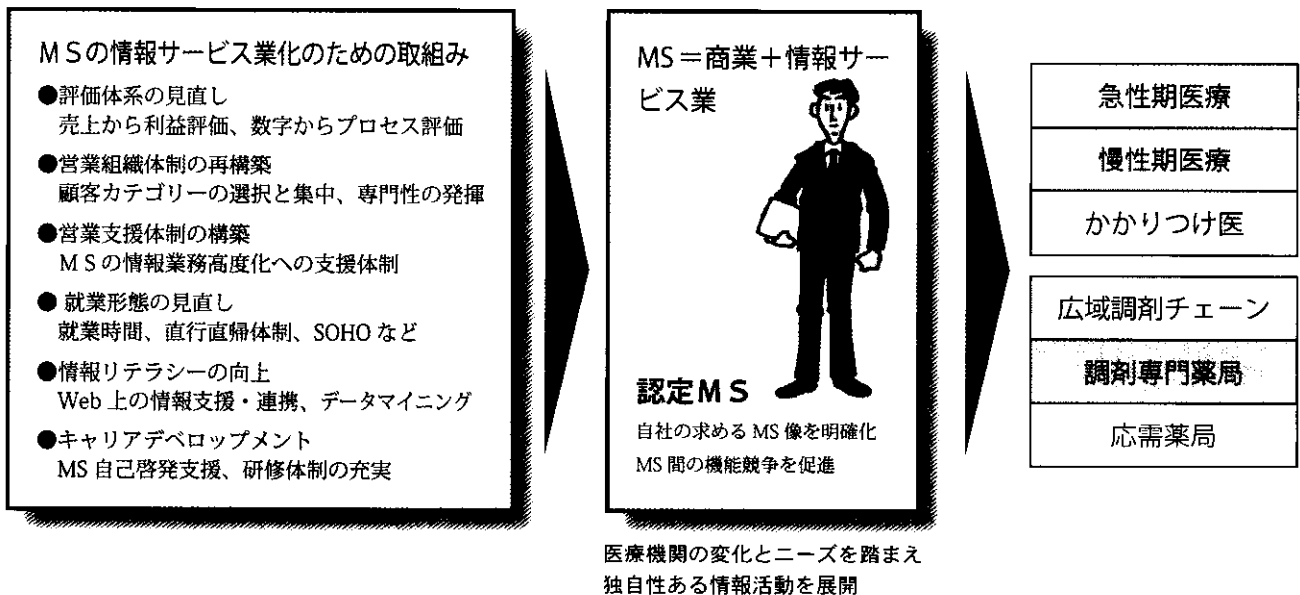 MSの情報サービス業化のための取組み
●評価体系の見直し
売上から利益評価、数字からプロセス評価
●営業組織体制の再構築
顧客カテゴリーの選択と集中、専門性の発揮
●営業支援体制の構築
MSの情報業務高度化への支援体制
●就業形態の見直し
就業時間、直行直帰体制、SOHOなど
●情報リテラシーの向上
Web上の情報支援・連携、データマイニング
●キャリアデベロップメント
MS自己啓発支援、研修体制の充実
MS=商業+情報サー
ビス業
認定MS
自社の求めるMS像を明確化
MS間の機能競争を促進
医療機関の変化とニーズを踏まえ
独自性ある情報活動を展開
急性期医療
慢性期医療
かかりつけ医
広域調剤チェーン
調剤専門薬局
応需薬局